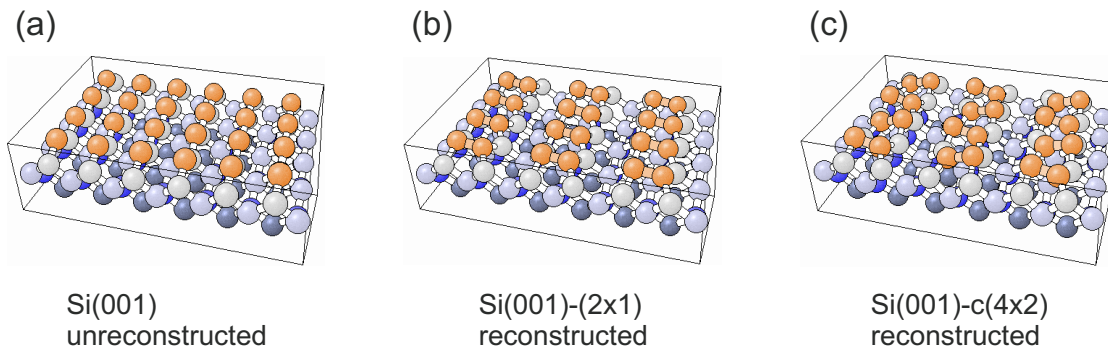 (a)
(b)
(c)
Si(001)
unreconstructed
Si(001)-(2x1)
reconstructed
Si(001)-c(4x2)
reconstructed